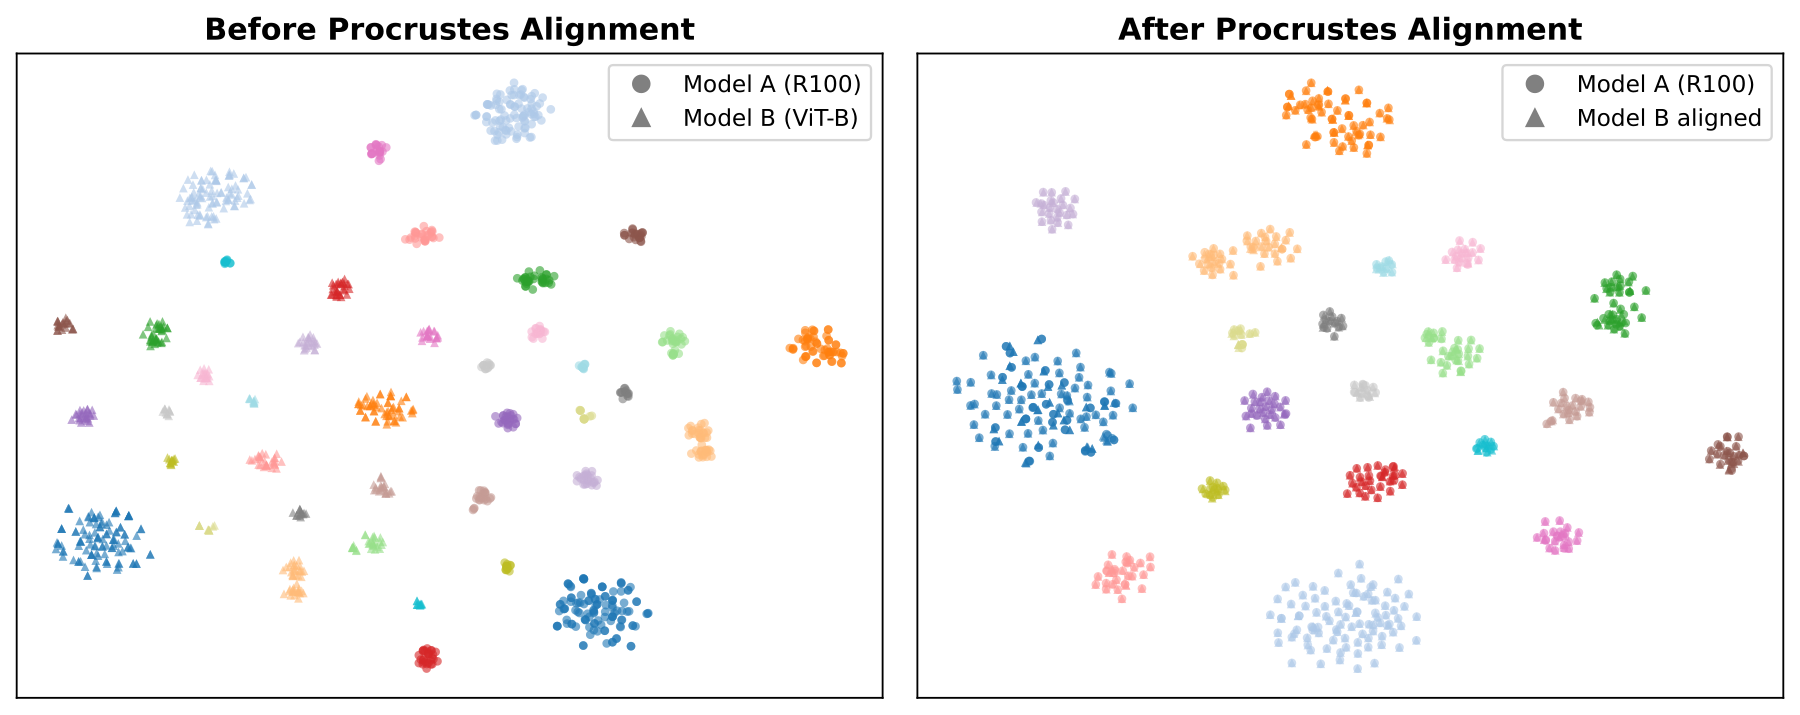 Before Procrustes Alignment
Model A (R100)
Model B (ViT-B)
After Procrustes Alignment
Model A (R100)
Model B aligned